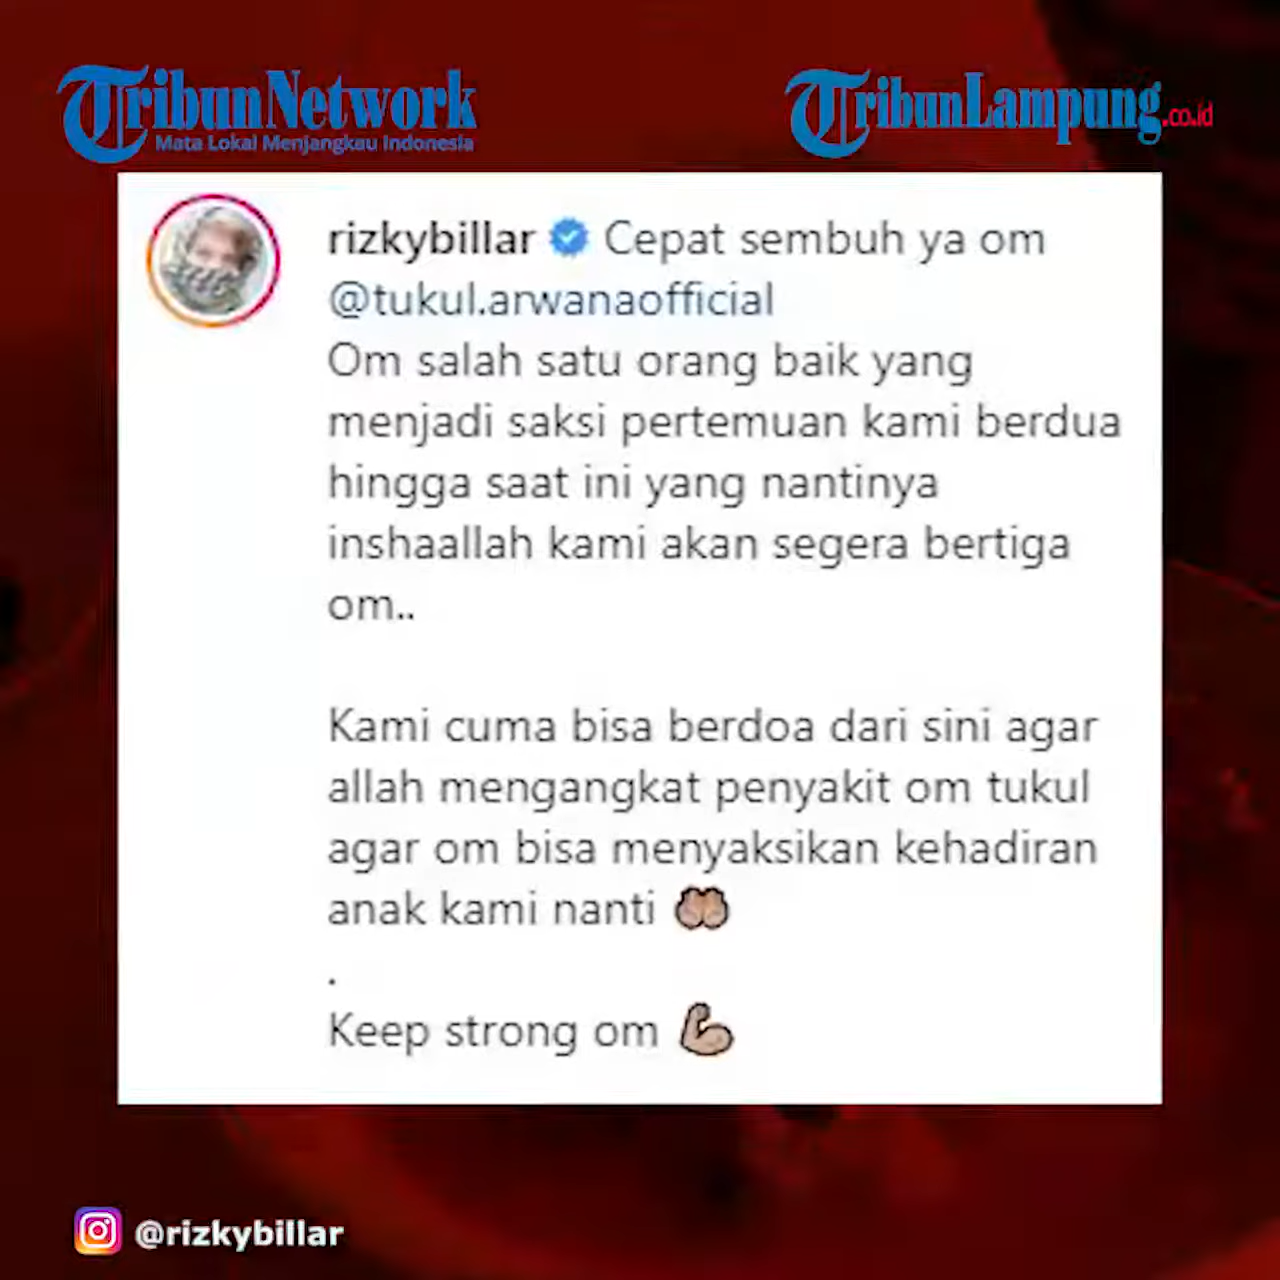 TribunNetwork
Mata Lokal Menjangkau Indonesia
TribunLampung.co.id
rizkybillar Cepat sembuh ya om
@tukul.arwanaofficial
Om salah satu orang baik yang
menjadi saksi pertemuan kami berdua
hingga saat ini yang nantinya
inshaallah kami akan segera bertiga
om..
Kami cuma bisa berdoa dari sini agar
allah mengangkat penyakit om tukul
agar om bisa menyaksikan kehadiran
anak kami nanti 🤲🏽
.
Keep strong om 💪🏽
@rizkybillar